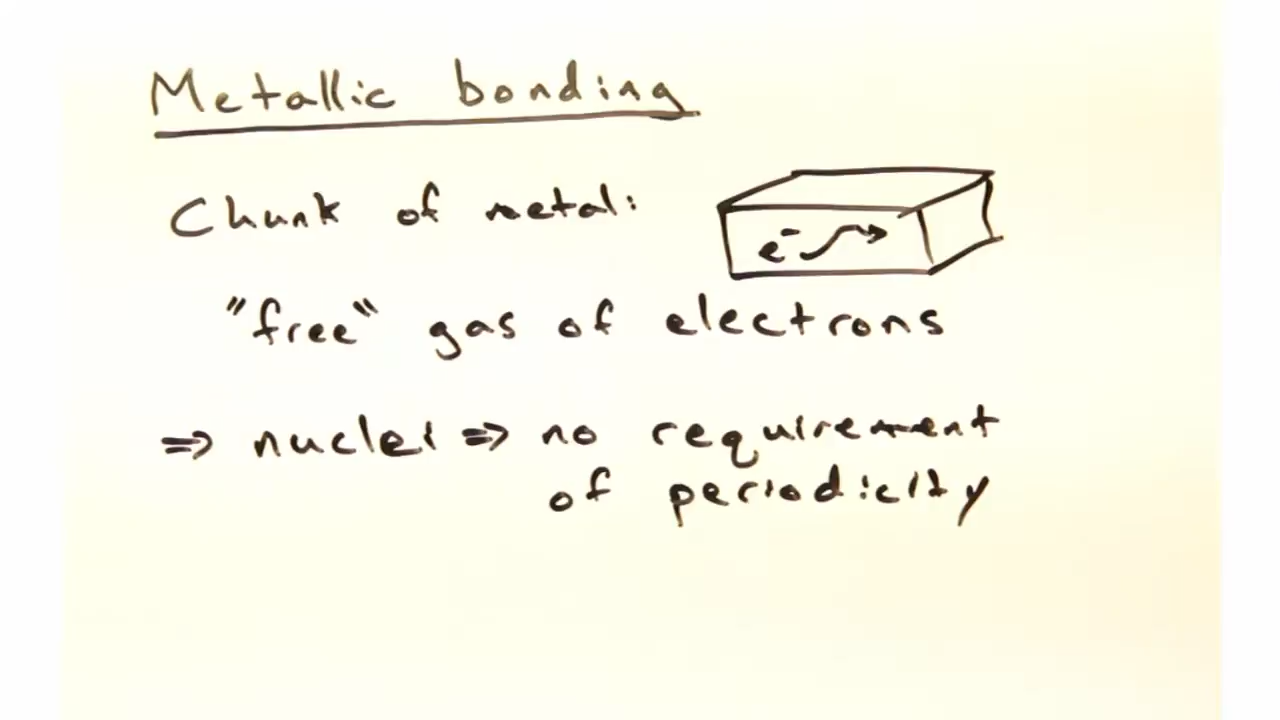 Metallic bonding
Chunk of metal:
e⁻
"free" gas of electrons
⇒ nuclei ⇒ no requirement
of periodicity